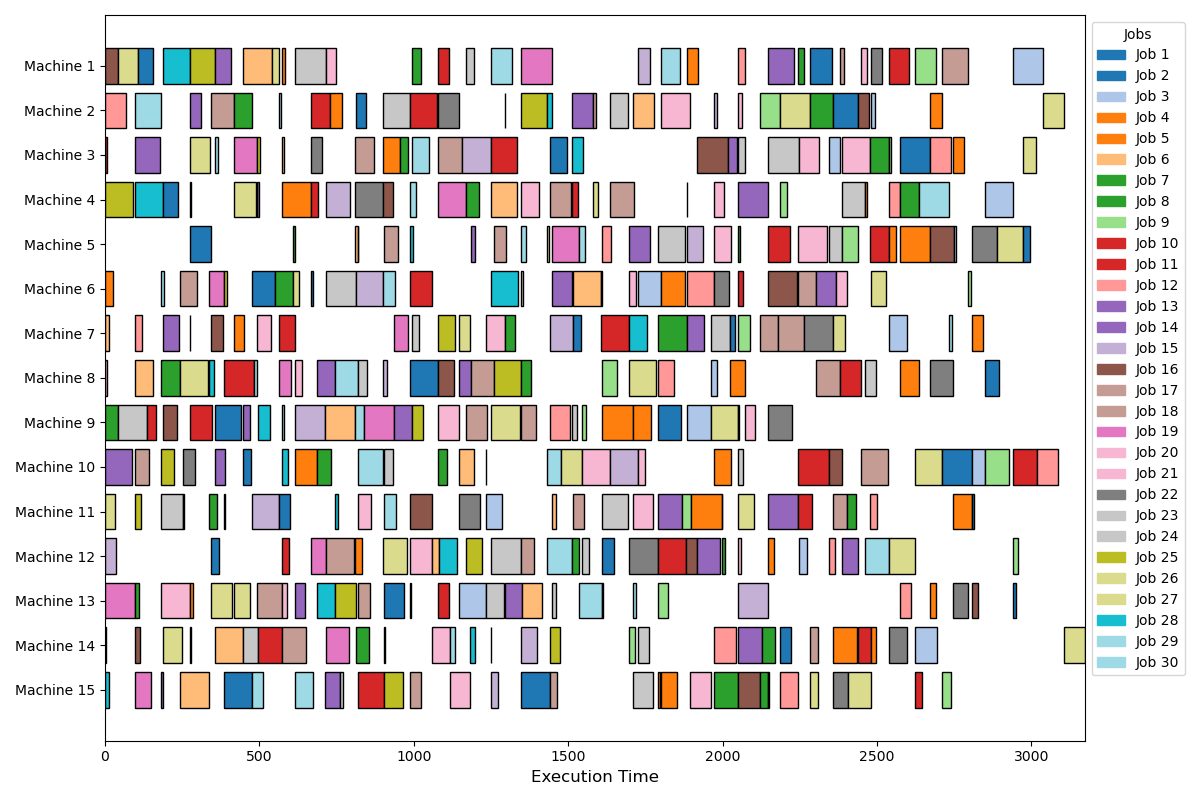 Machine 1
Machine 2
Machine 3
Machine 4
Machine 5
Machine 6
Machine 7
Machine 8
Machine 9
Machine 10
Machine 11
Machine 12
Machine 13
Machine 14
Machine 15
0 500 1000 1500 2000 2500 3000
Execution Time
Jobs
Job 1
Job 2
Job 3
Job 4
Job 5
Job 6
Job 7
Job 8
Job 9
Job 10
Job 11
Job 12
Job 13
Job 14
Job 15
Job 16
Job 17
Job 18
Job 19
Job 20
Job 21
Job 22
Job 23
Job 24
Job 25
Job 26
Job 27
Job 28
Job 29
Job 30